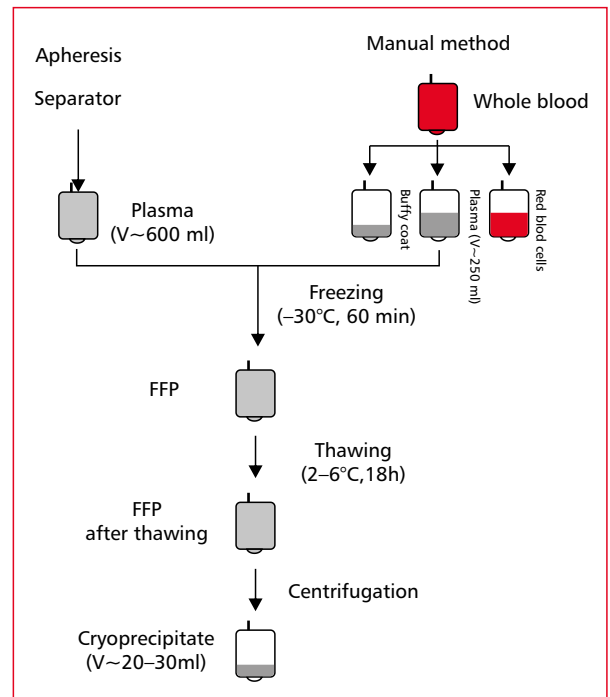 Apheresis
Separator
Plasma
(V~600 ml)
Manual method
Whole blood
Buffy coat
Plasma (V~250 ml)
Red blod cells
Freezing
(–30°C, 60 min)
FFP
Thawing
(2–6°C,18h)
FFP
after thawing
Centrifugation
Cryoprecipitate
(V~20–30ml)